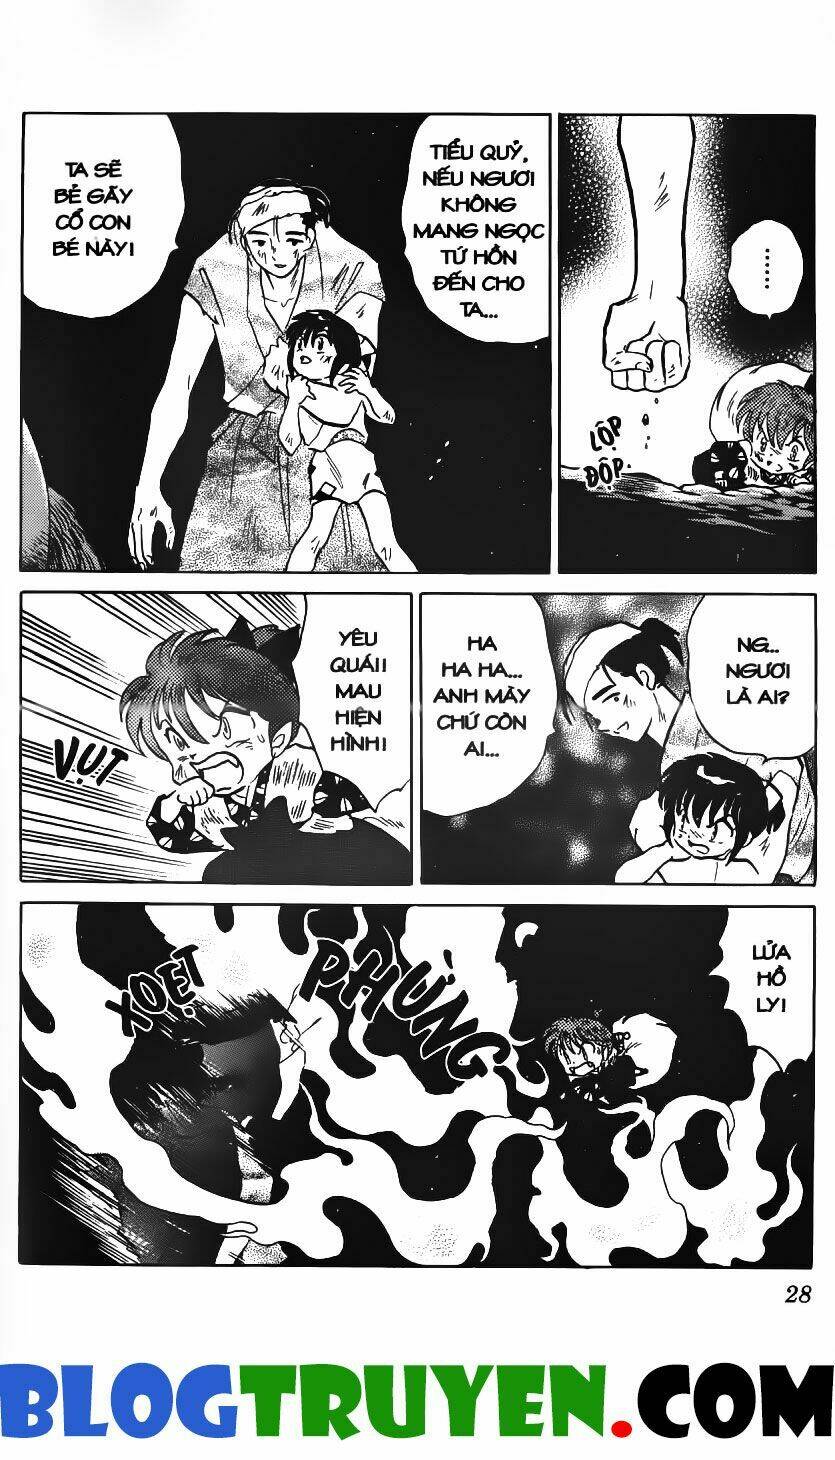 ……
LỘP
ĐỘP.
TIỂU QUỶ,
NẾU NGƯƠI
KHÔNG
MANG NGỌC
TỨ HỒN
ĐẾN CHO
TA...
TA SẼ
BẺ GÃY
CỔ CON
BÉ NÀY!
NG...
NGƯƠI
LÀ AI?
HA
HA HA...
ANH MÀY
CHỨ CÒN
AI...
YÊU
QUÁI!
MAU
HIỆN
HÌNH!
VỤT
LỬA
HỒ
LY!
PHÙNG
XOẸT
28
BLOGTRUYEN.COM